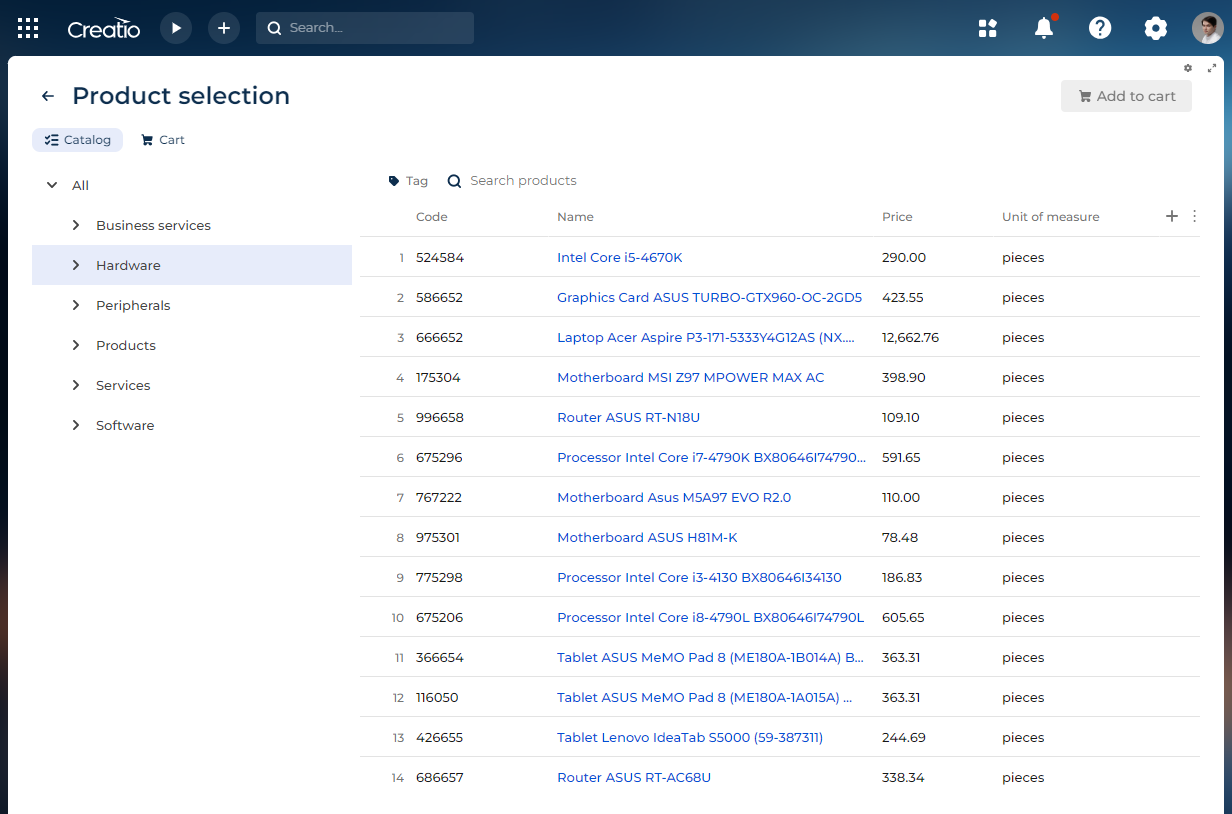 Creatio Search...
Product selection Add to cart
Catalog Cart
All
Business services
Hardware
Peripherals
Products
Services
Software
Tag Search products
Code Name Price Unit of measure
1 524584 Intel Core i5-4670K 290.00 pieces
2 586652 Graphics Card ASUS TURBO-GTX960-OC-2GD5 423.55 pieces
3 666652 Laptop Acer Aspire P3-171-5333Y4G12AS (NX.... 12,662.76 pieces
4 175304 Motherboard MSI Z97 MPOWER MAX AC 398.90 pieces
5 996658 Router ASUS RT-N18U 109.10 pieces
6 675296 Processor Intel Core i7-4790K BX80646I74790... 591.65 pieces
7 767222 Motherboard Asus M5A97 EVO R2.0 110.00 pieces
8 975301 Motherboard ASUS H81M-K 78.48 pieces
9 775298 Processor Intel Core i3-4130 BX80646I34130 186.83 pieces
10 675206 Processor Intel Core i8-4790L BX80646I74790L 605.65 pieces
11 366654 Tablet ASUS MeMO Pad 8 (ME180A-1B014A) B... 363.31 pieces
12 116050 Tablet ASUS MeMO Pad 8 (ME180A-1A015A) ... 363.31 pieces
13 426655 Tablet Lenovo IdeaTab S5000 (59-387311) 244.69 pieces
14 686657 Router ASUS RT-AC68U 338.34 pieces